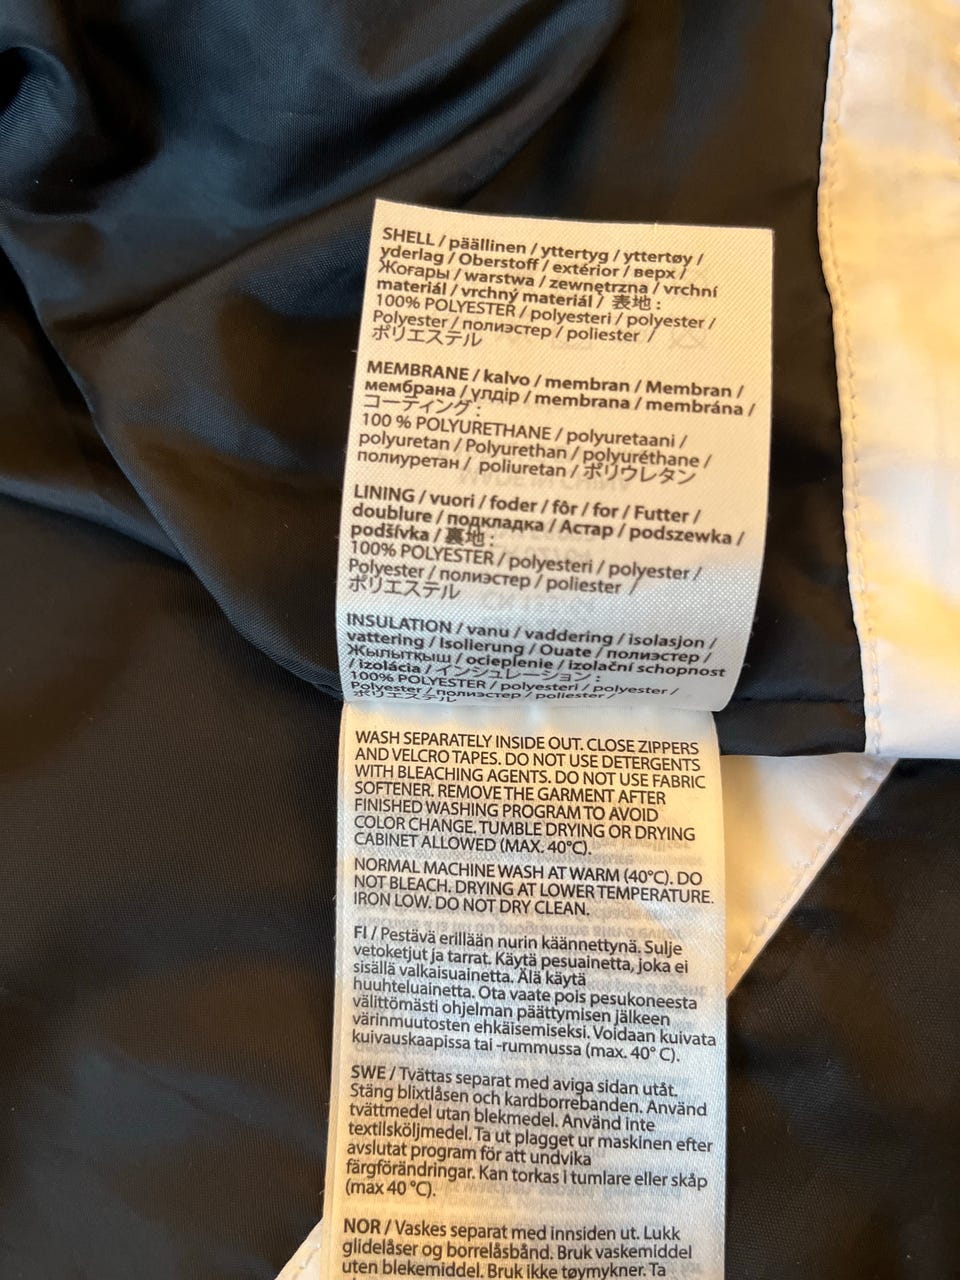 SHELL / päällinen / yttertyg / yttertøy /
yderlag / Oberstoff / extérior / верх /
Жоғары / warstwa / zewnętrzna / vrchní
materiál / vrchný materiál / 表地 :
100% POLYESTER / polyesteri / polyester /
Polyester / полиэстер / poliester /
ポリエステル
MEMBRANE / kalvo / membran / Membran /
мембрана / үлдір / membrana / membrána /
コーティング :
100 % POLYURETHANE / polyuretaani /
polyuretan / Polyurethan / polyuréthane /
полиуретан / poliuretan / ポリウレタン
LINING / vuori / foder / fôr / for / Futter /
doublure / подкладка / Астар / podszewka /
podšívka / 裏地 :
100% POLYESTER / polyesteri / polyester /
Polyester / полиэстер / poliester /
ポリエステル
INSULATION / vanu / vaddering / isolasjon /
vattering / Isolierung / Ouate / полиэстер /
Жылытқыш / ocieplenie / izolační schopnost
/ izolácia / インシュレーション :
100% POLYESTER / polyesteri / polyester /
Polyester / полиэстер / poliester /
ポリエステル
WASH SEPARATELY INSIDE OUT. CLOSE ZIPPERS
AND VELCRO TAPES. DO NOT USE DETERGENTS
WITH BLEACHING AGENTS. DO NOT USE FABRIC
SOFTENER. REMOVE THE GARMENT AFTER
FINISHED WASHING PROGRAM TO AVOID
COLOR CHANGE. TUMBLE DRYING OR DRYING
CABINET ALLOWED (MAX. 40°C).
NORMAL MACHINE WASH AT WARM (40°C). DO
NOT BLEACH. DRYING AT LOWER TEMPERATURE.
IRON LOW. DO NOT DRY CLEAN.
FI / Pestävä erillään nurin käännettynä. Sulje
vetoketjut ja tarrat. Käytä pesuainetta, joka ei
sisällä valkaisuainetta. Älä käytä
huuhteluainetta. Ota vaate pois pesukoneesta
välittömästi ohjelman päättymisen jälkeen
värinmuutosten ehkäisemiseksi. Voidaan kuivata
kuivauskaapissa tai -rummussa (max. 40° C).
SWE / Tvättas separat med aviga sidan utåt.
Stäng blixtlåsen och kardborrebanden. Använd
tvättmedel utan blekmedel. Använd inte
textilsköljmedel. Ta ut plagget ur maskinen efter
avslutat program för att undvika
färgförändringar. Kan torkas i tumlare eller skåp
(max 40 °C).
NOR / Vaskes separat med innsiden ut. Lukk
glidelåser og borrelåsbånd. Bruk vaskemiddel
uten blekemiddel. Bruk ikke tøymykner. Ta